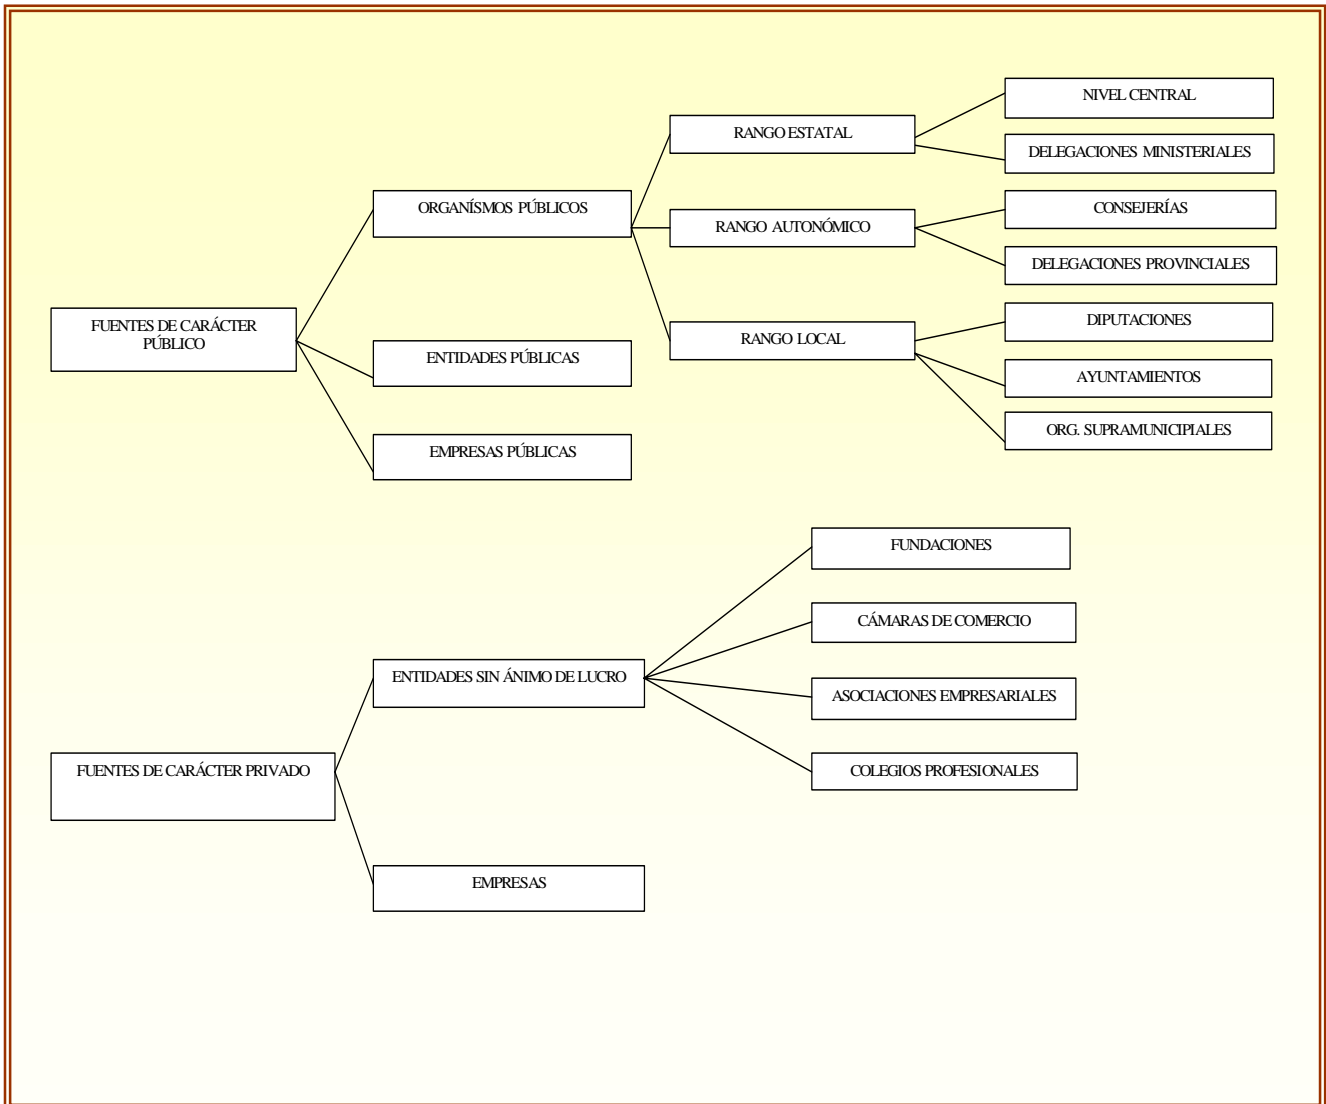 NIVEL CENTRAL
RANGO ESTATAL
DELEGACIONES MINISTERIALES
ORGANÍSMOS PÚBLICOS
CONSEJERÍAS
RANGO AUTONÓMICO
DELEGACIONES PROVINCIALES
FUENTES DE CARÁCTER
PÚBLICO
DIPUTACIONES
RANGO LOCAL
ENTIDADES PÚBLICAS
AYUNTAMIENTOS
ORG. SUPRAMUNICIPIALES
EMPRESAS PÚBLICAS
FUNDACIONES
CÁMARAS DE COMERCIO
ENTIDADES SIN ÁNIMO DE LUCRO
ASOCIACIONES EMPRESARIALES
FUENTES DE CARÁCTER PRIVADO
COLEGIOS PROFESIONALES
EMPRESAS